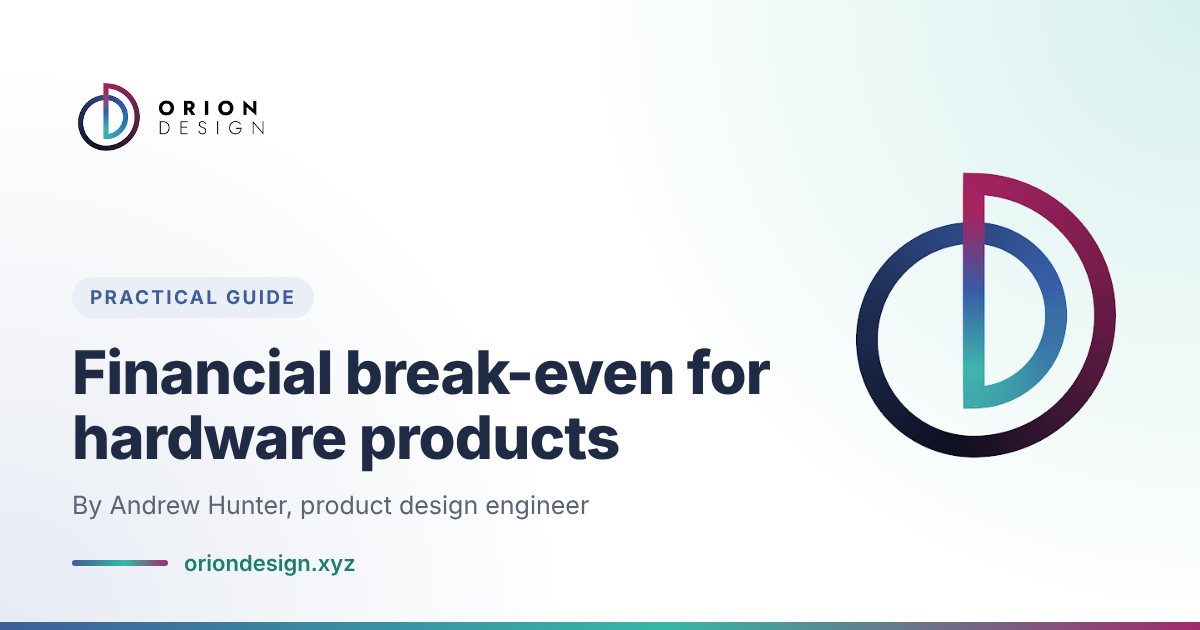 ORION
DESIGN
PRACTICAL GUIDE
Financial break-even for
hardware products
By Andrew Hunter, product design engineer
oriondesign.xyz